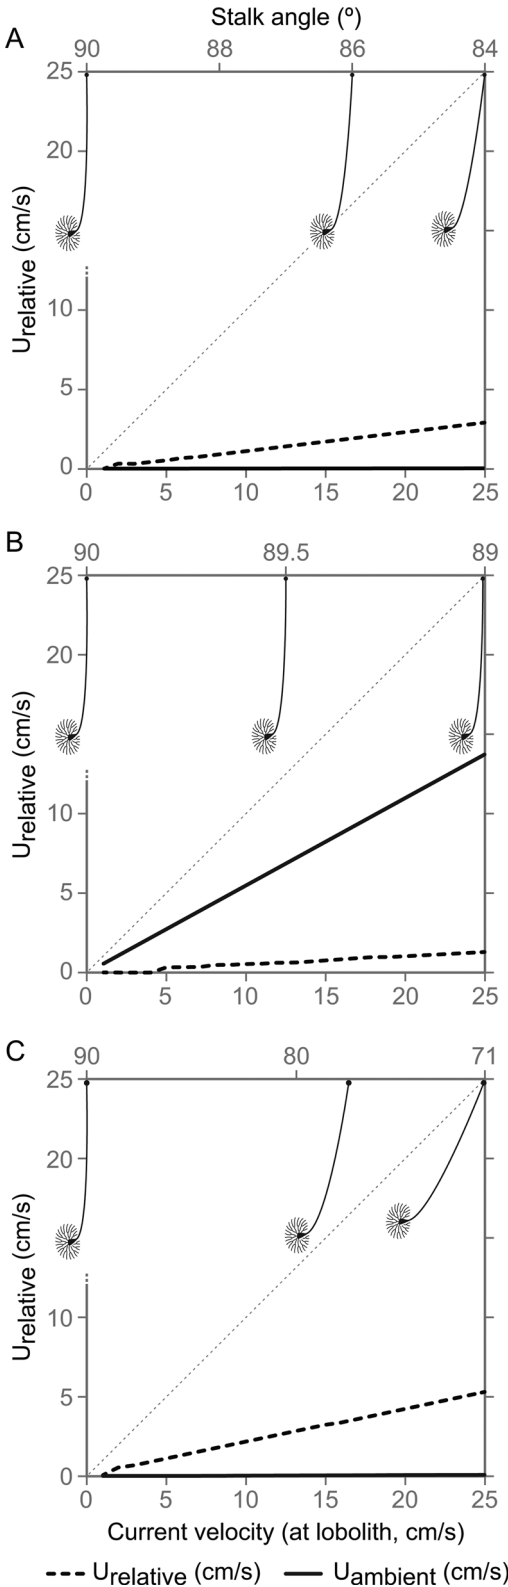 Stalk angle (º)
A
90 88 86 84
25
20
10
5
0
Urelative (cm/s)
0 5 10 15 20 25
B
90 89.5 89
25
20
10
5
0
Urelative (cm/s)
0 5 10 15 20 25
C
90 80 71
25
20
10
5
0
Urelative (cm/s)
0 5 10 15 20 25
Current velocity (at lobolith, cm/s)
Urelative (cm/s) Uambient (cm/s)